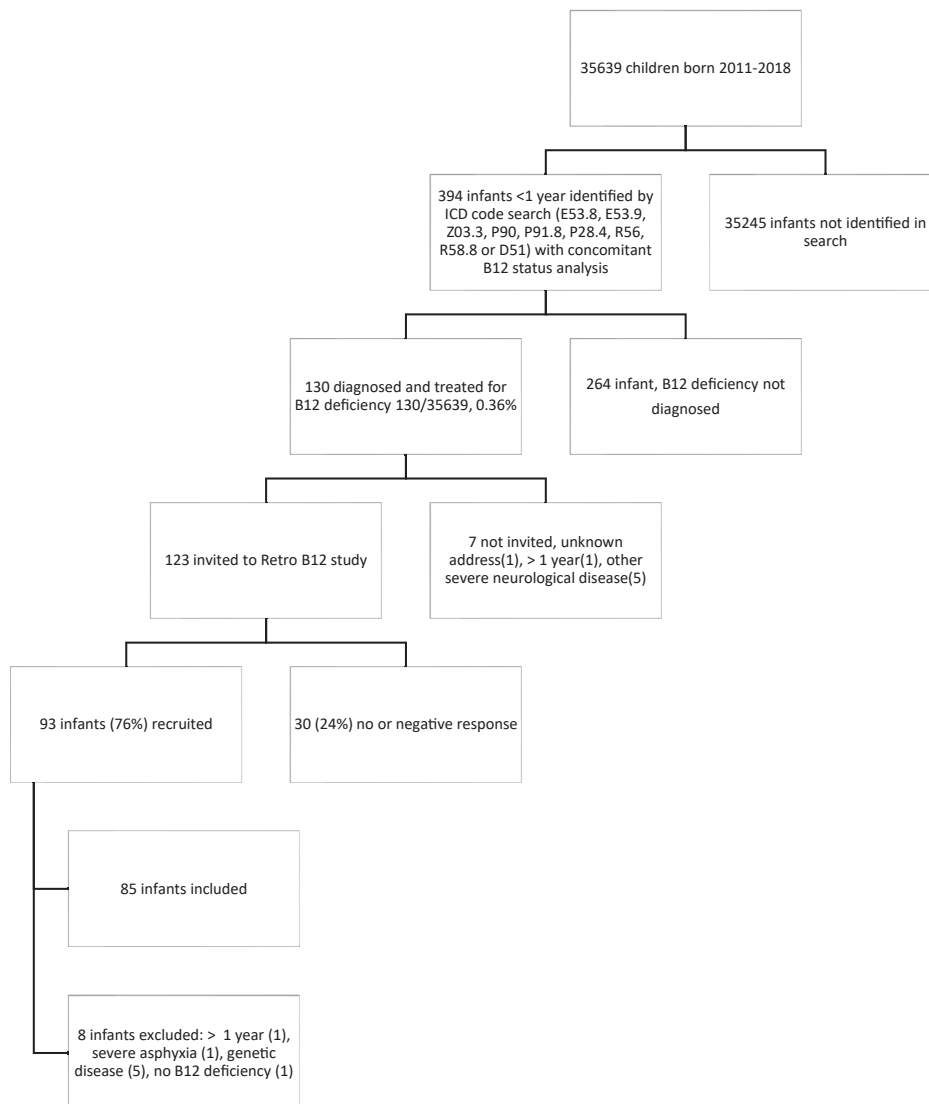 35639 children born 2011-2018
394 infants <1 year identified by
ICD code search (E53.8, E53.9,
Z03.3, P90, P91.8, P28.4, R56,
R58.8 or D51) with concomitant
B12 status analysis
35245 infants not identified in
search
130 diagnosed and treated for
B12 deficiency 130/35639, 0.36%
264 infant, B12 deficiency not
diagnosed
123 invited to Retro B12 study
7 not invited, unknown
address(1), > 1 year(1), other
severe neurological disease(5)
93 infants (76%) recruited
30 (24%) no or negative response
85 infants included
8 infants excluded: > 1 year (1),
severe asphyxia (1), genetic
disease (5), no B12 deficiency (1)